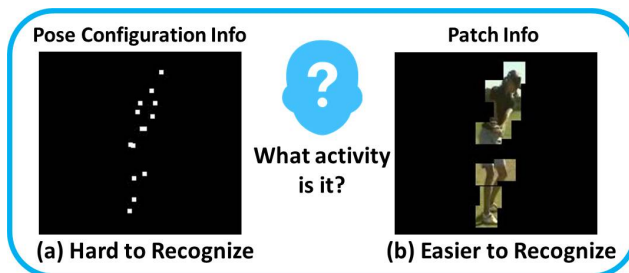 Pose Configuration Info
Patch Info
?
What activity
is it?
(a) Hard to Recognize
(b) Easier to Recognize